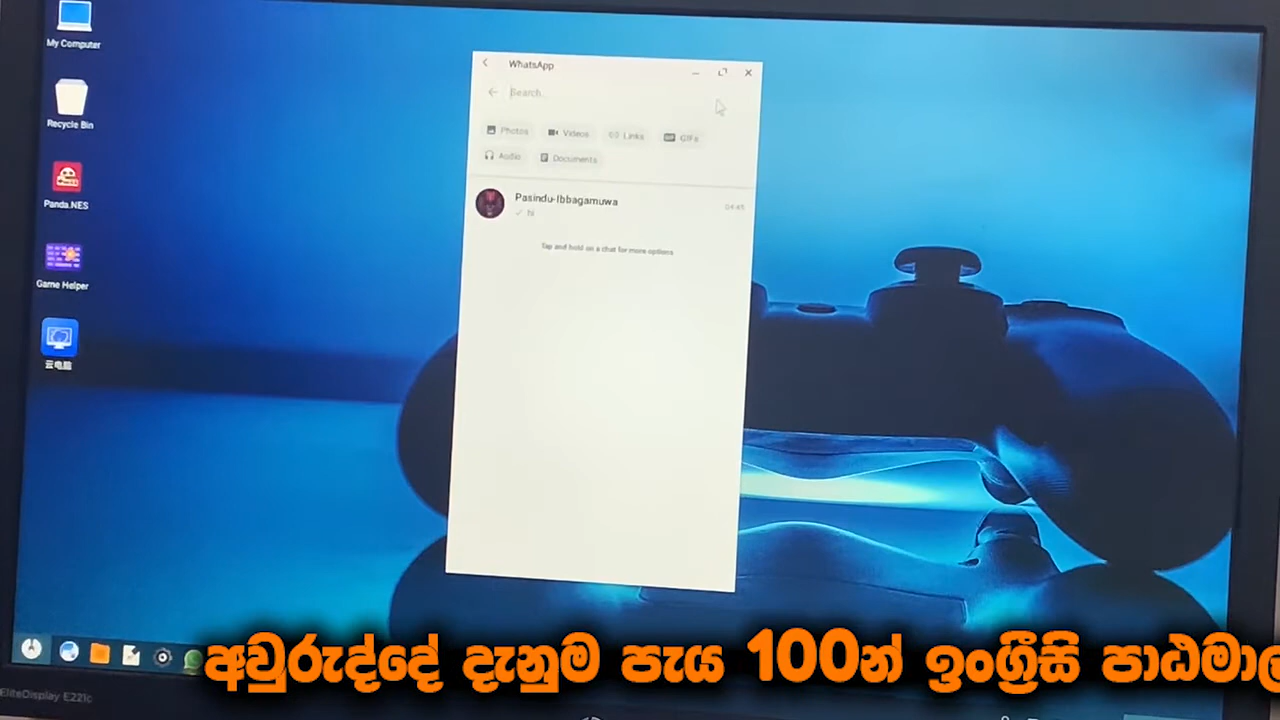 My Computer
Recycle Bin
Panda.NES
Game Helper
云电脑
WhatsApp
Search...
Photos
Videos
Links
GIFs
Audio
Documents
Pasindu-Ibbagamuwa
04:45
hi
Tap and hold on a chat for more options
අවුරුද්දේ දැනුම පැය 100න් ඉංග්‍රීසි පාඨමාල
EliteDisplay E221c